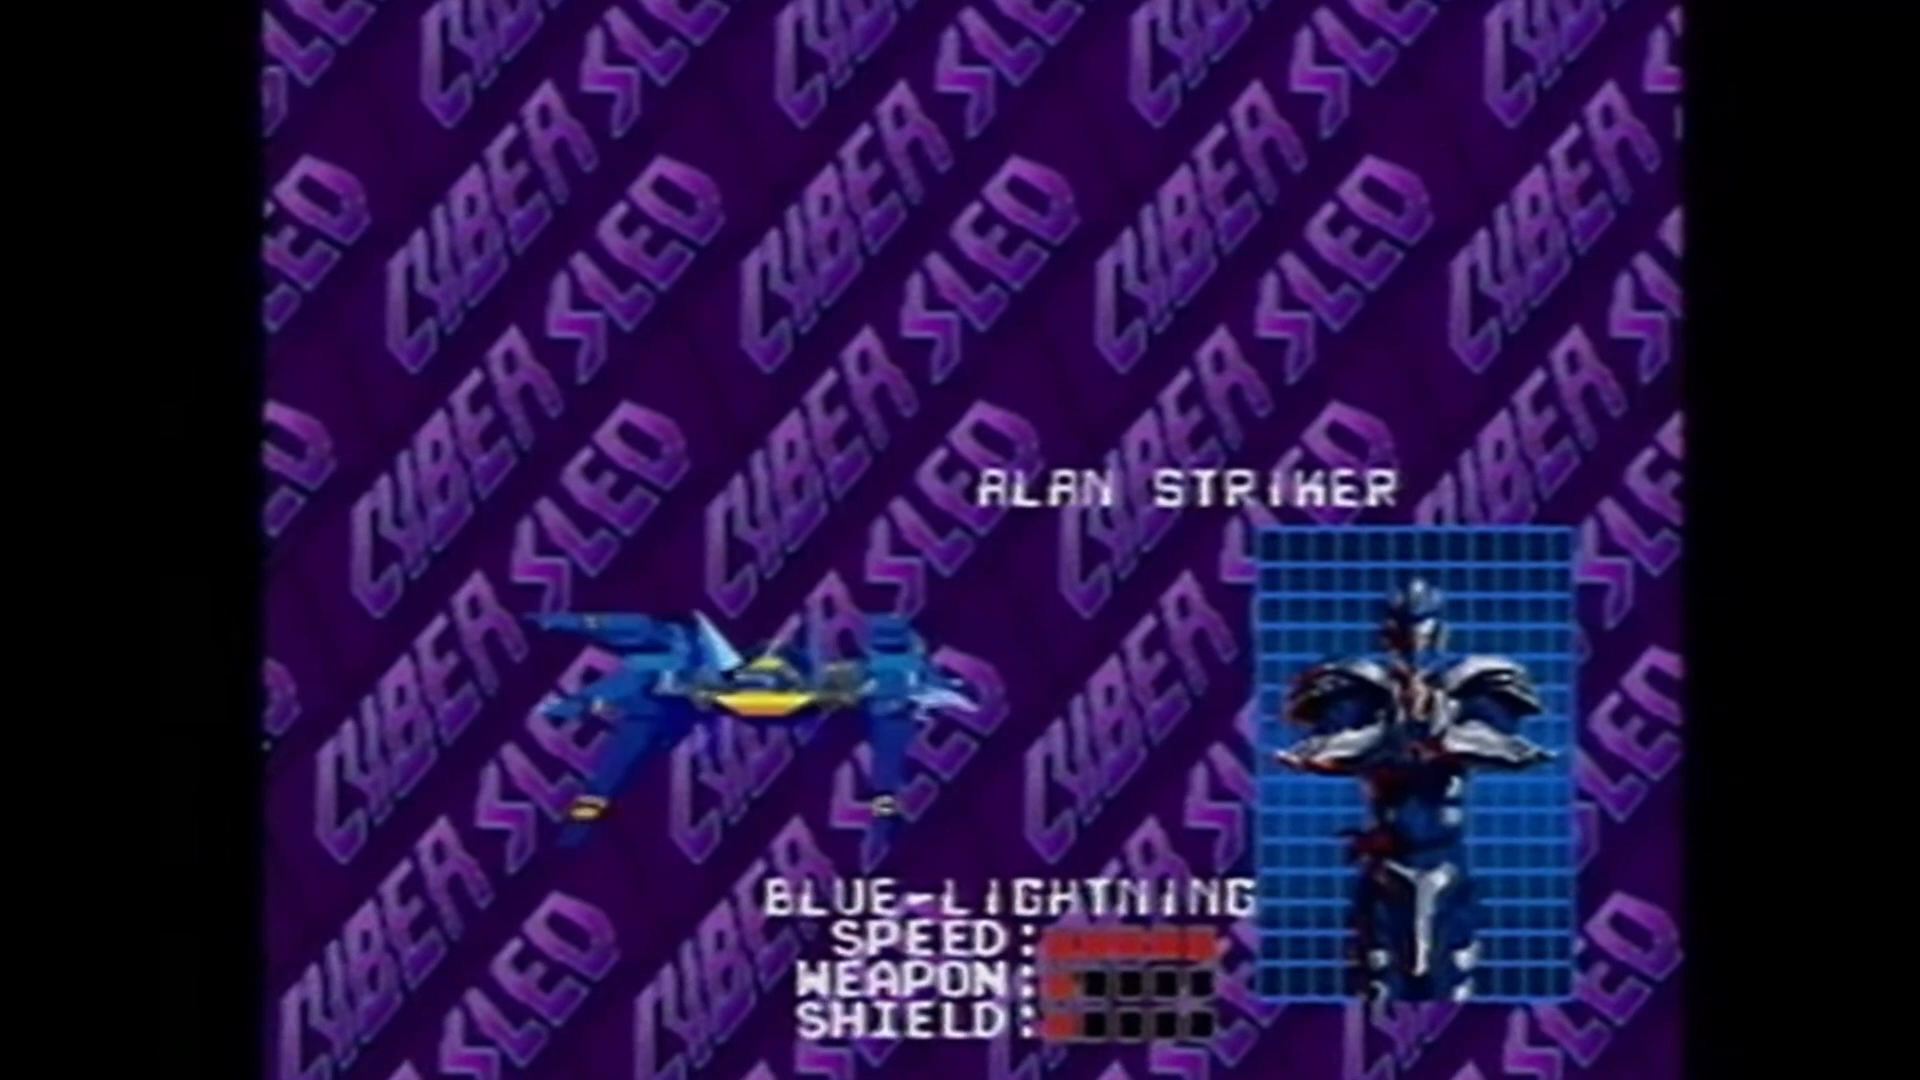 CYBER SLED
ALAN STRIKER
BLUE-LIGHTNING
SPEED:
WEAPON:
SHIELD: